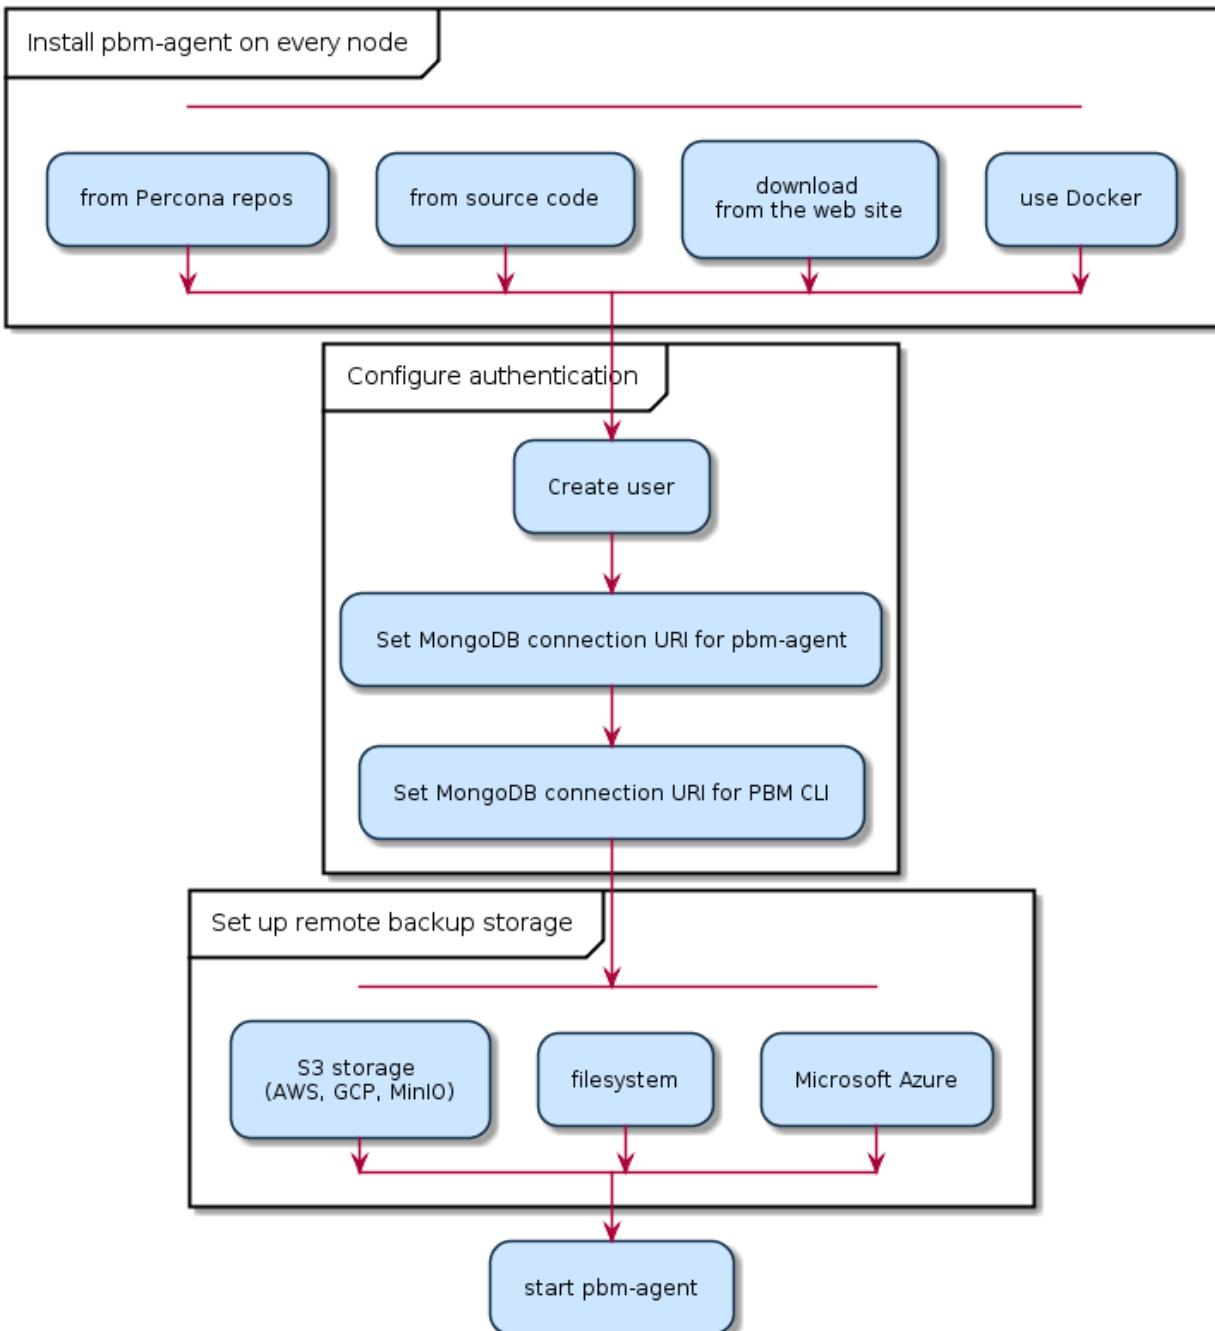 Install pbm-agent on every node
from Percona repos
from source code
download
from the web site
use Docker
Configure authentication
Create user
Set MongoDB connection URI for pbm-agent
Set MongoDB connection URI for PBM CLI
Set up remote backup storage
S3 storage
(AWS, GCP, MinIO)
filesystem
Microsoft Azure
start pbm-agent